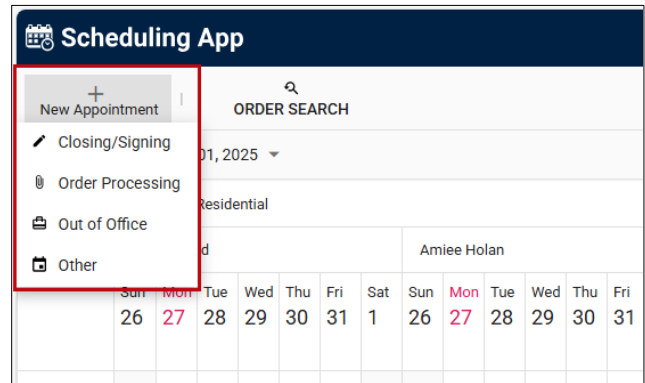 Scheduling App
New Appointment
ORDER SEARCH
Closing/Signing
01, 2025
Order Processing
Residential
Out of Office
d
Amiee Holan
Other
Sun Mon Tue Wed Thu Fri Sat Sun Mon Tue Wed Thu Fri
26 27 28 29 30 31 1 26 27 28 29 30 31